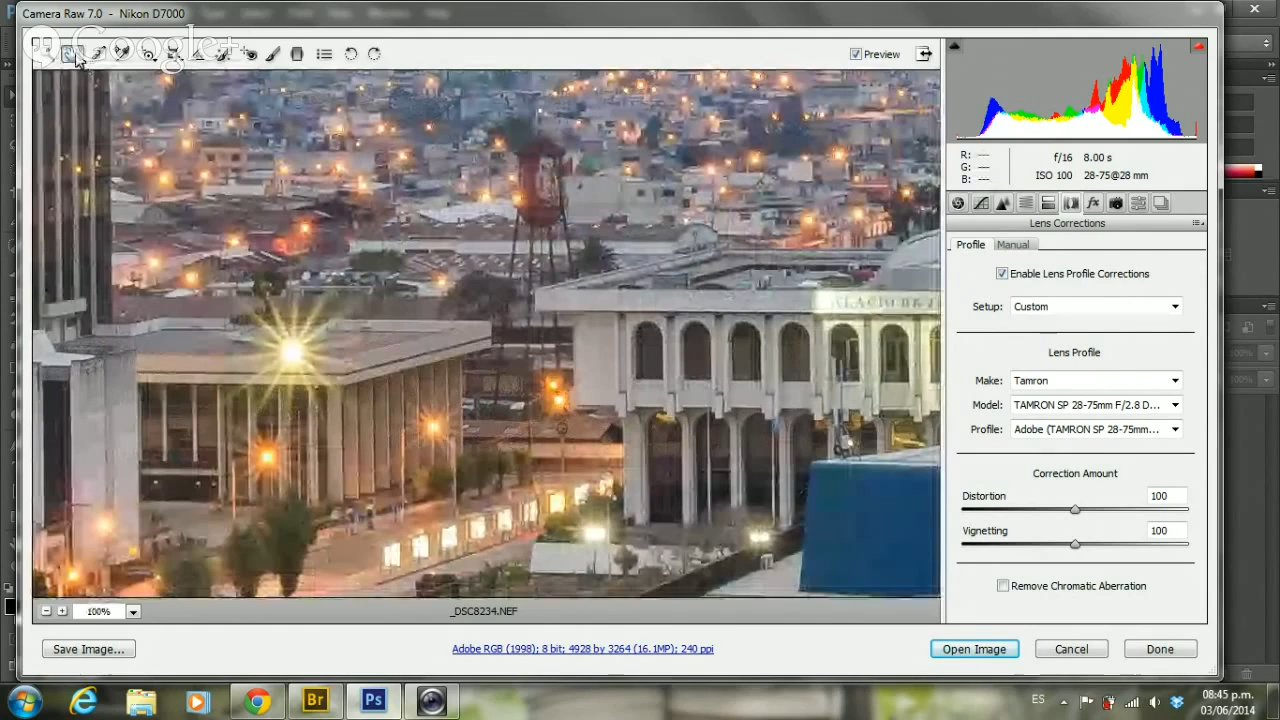 Camera Raw 7.0 - Nikon D7000
Google+
Preview
R: ---
G: ---
B: ---
f/16 8.00 s
ISO 100 28-75@28 mm
Lens Corrections
Profile Manual
Enable Lens Profile Corrections
Setup: Custom
Lens Profile
Make: Tamron
Model: TAMRON SP 28-75mm F/2.8 D...
Profile: Adobe (TAMRON SP 28-75mm...
Correction Amount
Distortion 100
Vignetting 100
Remove Chromatic Aberration
100%
_DSC8234.NEF
Save Image...
Adobe RGB (1998); 8 bit; 4928 by 3264 (16.1MP); 240 ppi
Open Image Cancel Done
Br
Ps
ES
08:45 p.m.
03/06/2014